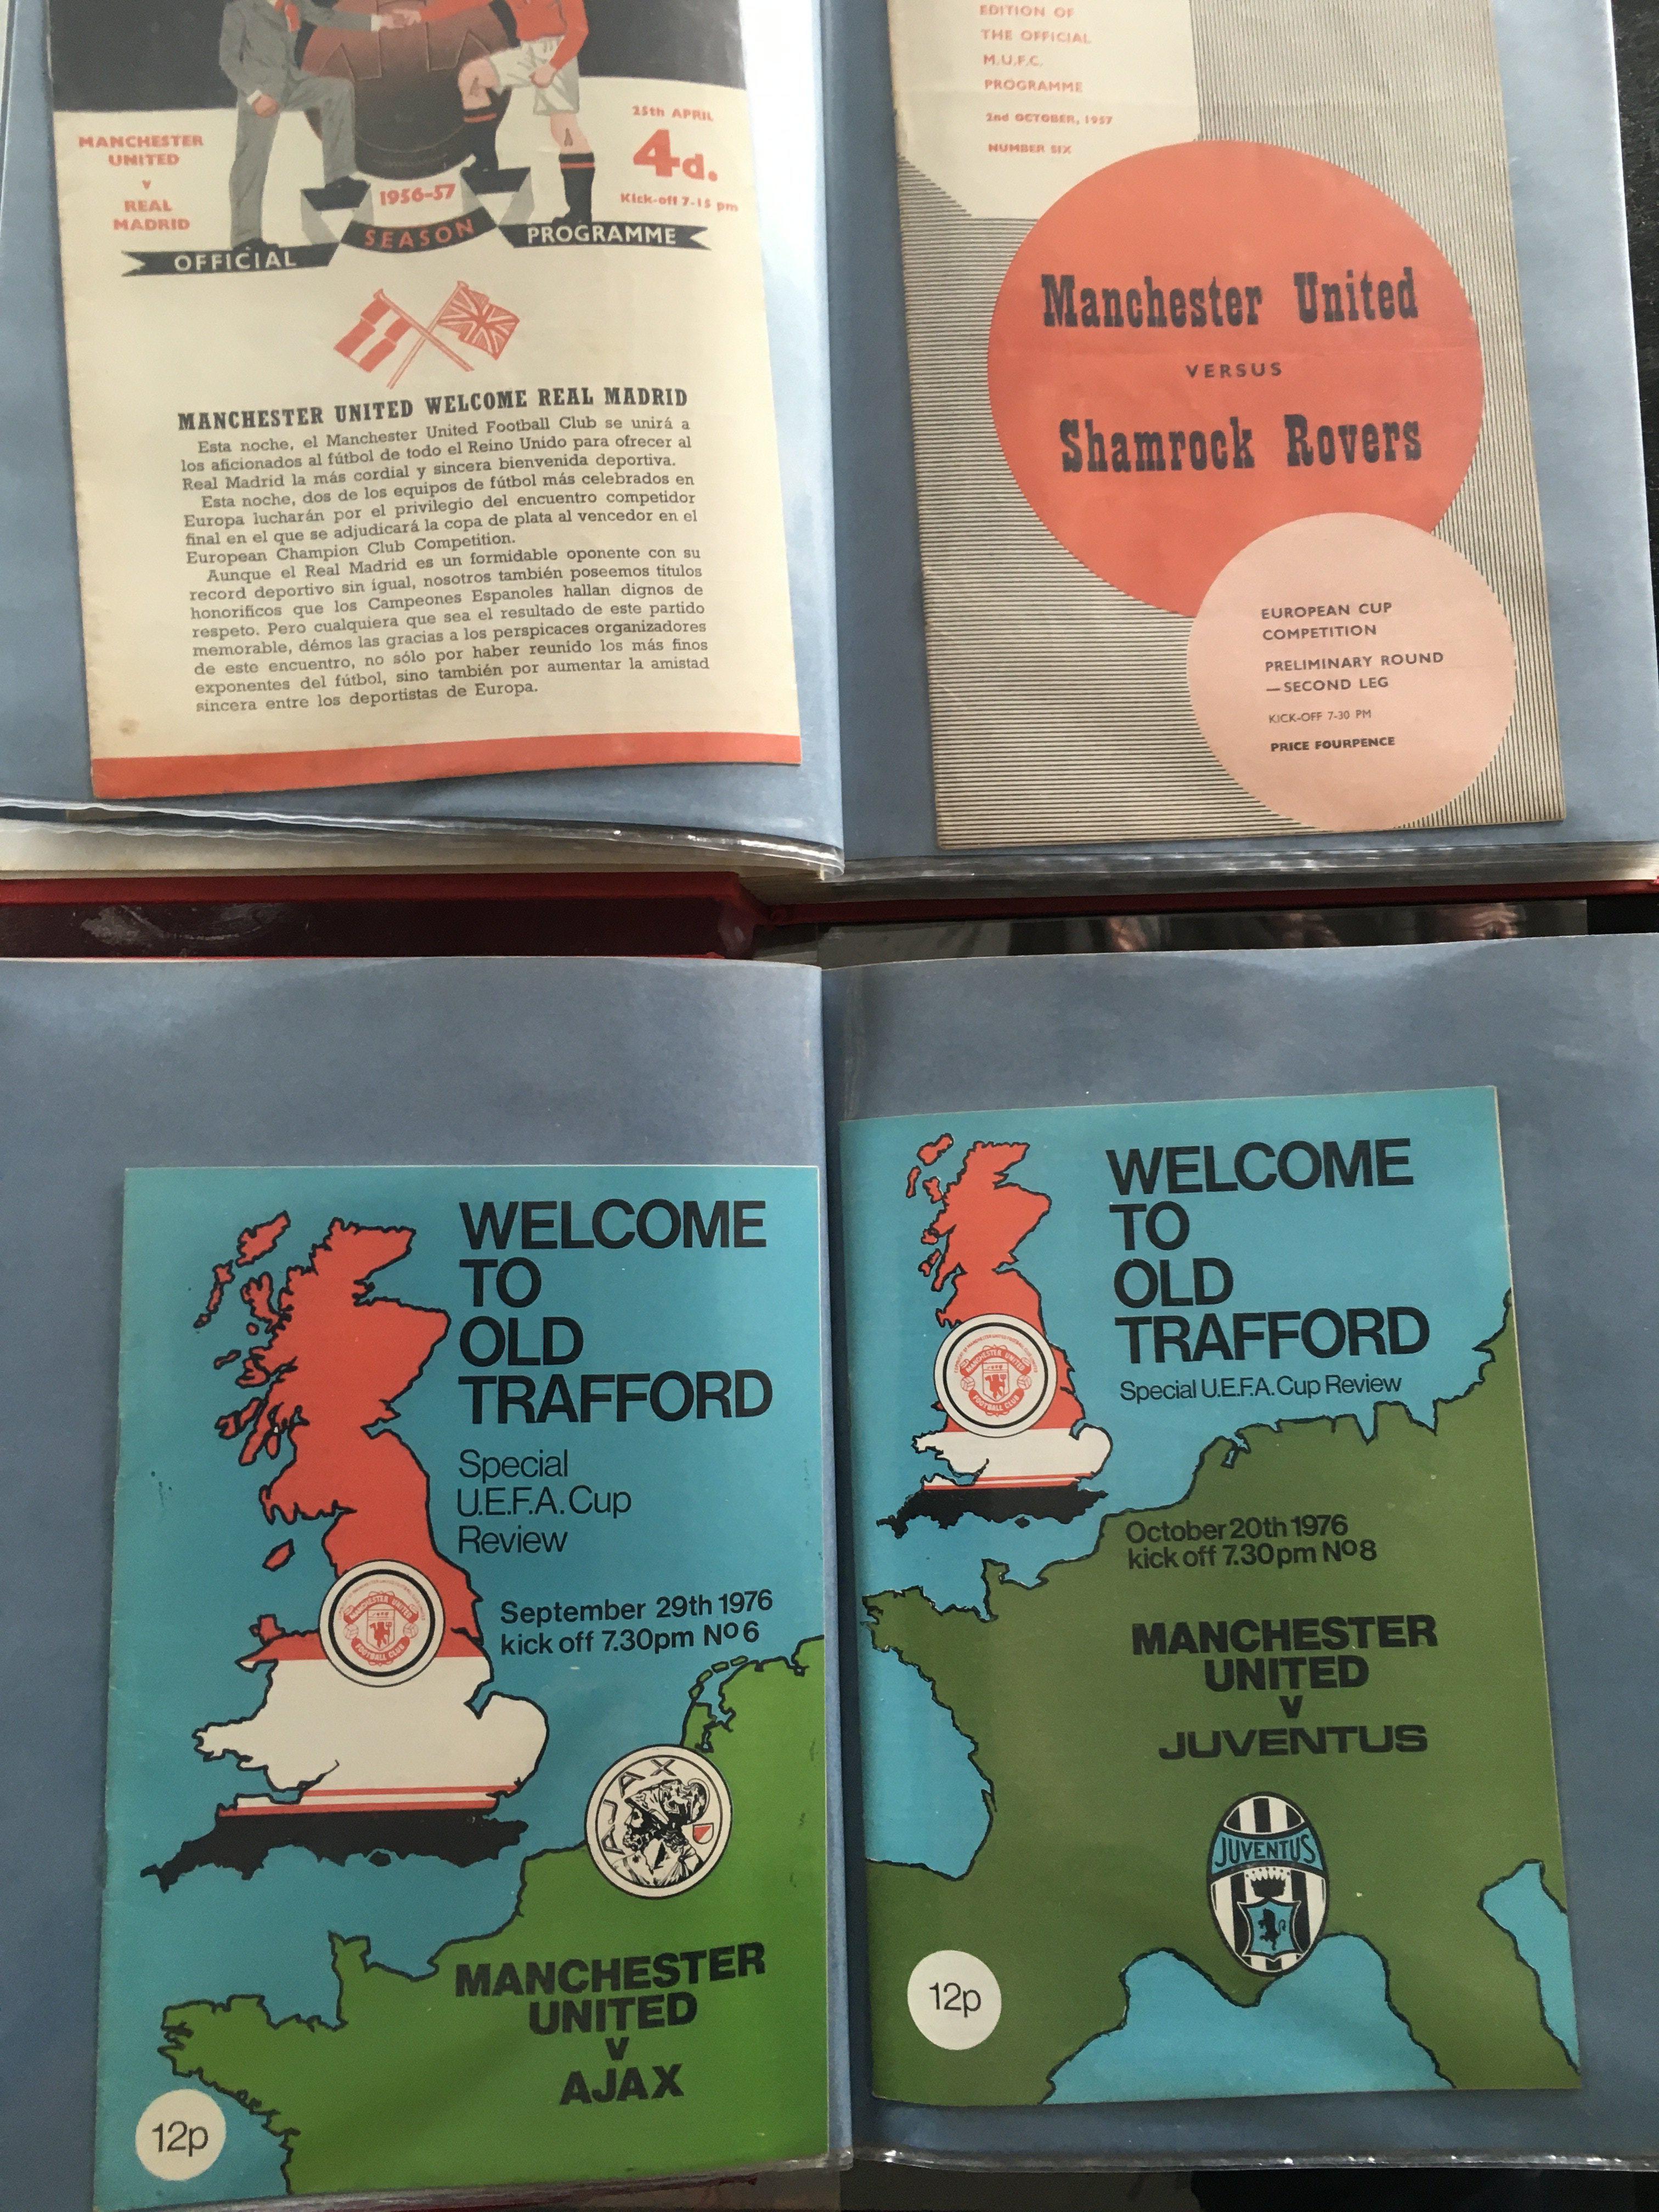 MANCHESTER
UNITED
v
REAL
MADRID
25th APRIL
4d.
Kick-off 7-15 pm
1956-57
OFFICIAL
SEASON
PROGRAMME
MANCHESTER UNITED WELCOME REAL MADRID
Esta noche, el Manchester United Football Club se unirá a
los aficionados al fútbol de todo el Reino Unido para ofrecer al
Real Madrid la más cordial y sincera bienvenida deportiva.
Esta noche, dos de los equipos de fútbol más celebrados en
Europa lucharán por el privilegio del encuentro competidor
final en el que se adjudicará la copa de plata al vencedor en el
European Champion Club Competition.
Aunque el Real Madrid es un formidable oponente con su
record deportivo sin igual, nosotros también poseemos titulos
honorificos que los Campeones Espanoles hallan dignos de
respeto. Pero cualquiera que sea el resultado de este partido
memorable, démos las gracias a los perspicaces organizadores
de este encuentro, no sólo por haber reunido los más finos
exponentes del fútbol, sino también por aumentar la amistad
sincera entre los deportistas de Europa.
EDITION OF
THE OFFICIAL
M.U.F.C.
PROGRAMME
2nd OCTOBER, 1957
NUMBER SIX
Manchester United
VERSUS
Shamrock Rovers
EUROPEAN CUP
COMPETITION
PRELIMINARY ROUND
—SECOND LEG
KICK-OFF 7-30 PM
PRICE FOURPENCE
WELCOME
TO
OLD
TRAFFORD
Special
U.E.F.A. Cup
Review
September 29th 1976
kick off 7.30pm No 6
MANCHESTER UNITED
FOOTBALL CLUB
AJAX
MANCHESTER
UNITED
v
AJAX
12p
WELCOME
TO
OLD
TRAFFORD
Special U.E.F.A. Cup Review
MANCHESTER UNITED
FOOTBALL CLUB
October 20th 1976
kick off 7.30pm No 8
MANCHESTER
UNITED
v
JUVENTUS
JUVENTUS
12p